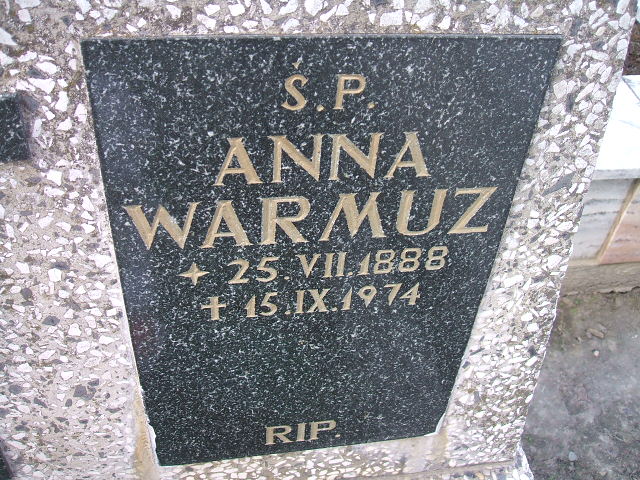 Ś.P.
ANNA
WARMUZ
25.VII.1888
15.IX.1974
RIP.